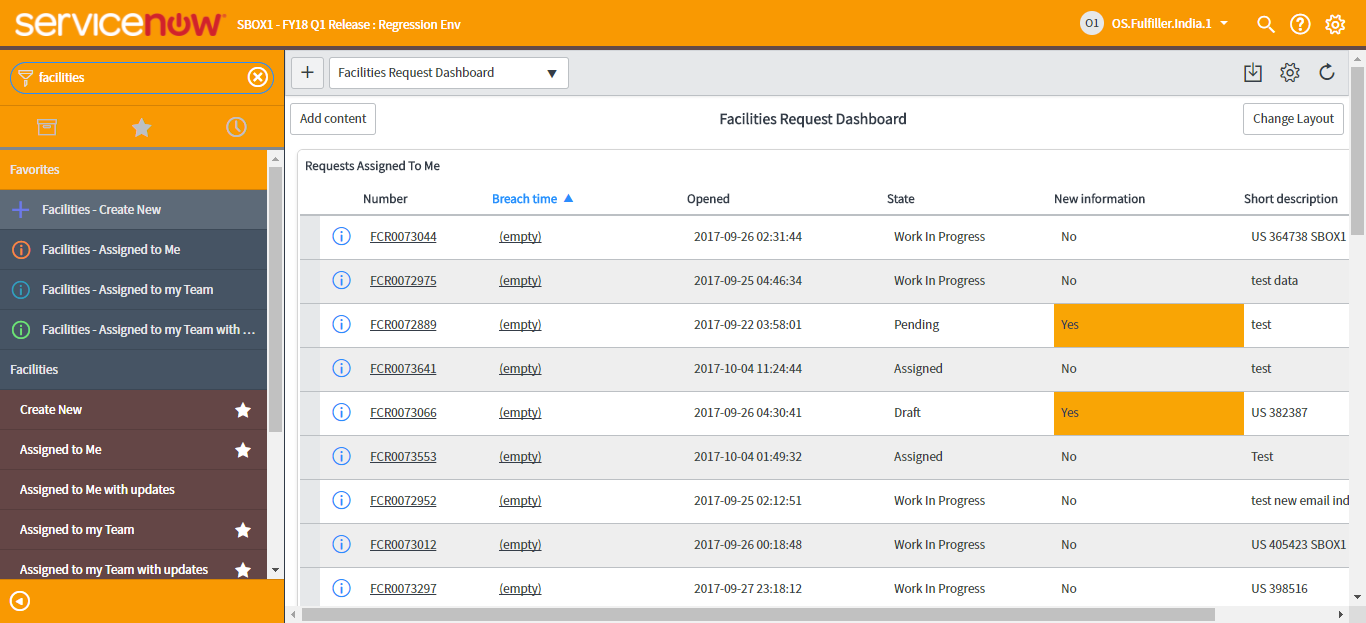 servicenow SBOX1 - FY18 Q1 Release : Regression Env O1 OS.Fulfiller.India.1
facilities
Favorites
Facilities - Create New
Facilities - Assigned to Me
Facilities - Assigned to my Team
Facilities - Assigned to my Team with ...
Facilities
Create New
Assigned to Me
Assigned to Me with updates
Assigned to my Team
Assigned to my Team with updates
Facilities Request Dashboard
Add content Facilities Request Dashboard Change Layout
Requests Assigned To Me
Number Breach time Opened State New information Short description
FCR0073044 (empty) 2017-09-26 02:31:44 Work In Progress No US 364738 SBOX1
FCR0072975 (empty) 2017-09-25 04:46:34 Work In Progress No test data
FCR0072889 (empty) 2017-09-22 03:58:01 Pending Yes test
FCR0073641 (empty) 2017-10-04 11:24:44 Assigned No test
FCR0073066 (empty) 2017-09-26 04:30:41 Draft Yes US 382387
FCR0073553 (empty) 2017-10-04 01:49:32 Assigned No Test
FCR0072952 (empty) 2017-09-25 02:12:51 Work In Progress No test new email ind
FCR0073012 (empty) 2017-09-26 00:18:48 Work In Progress No US 405423 SBOX1
FCR0073297 (empty) 2017-09-27 23:18:12 Work In Progress No US 398516